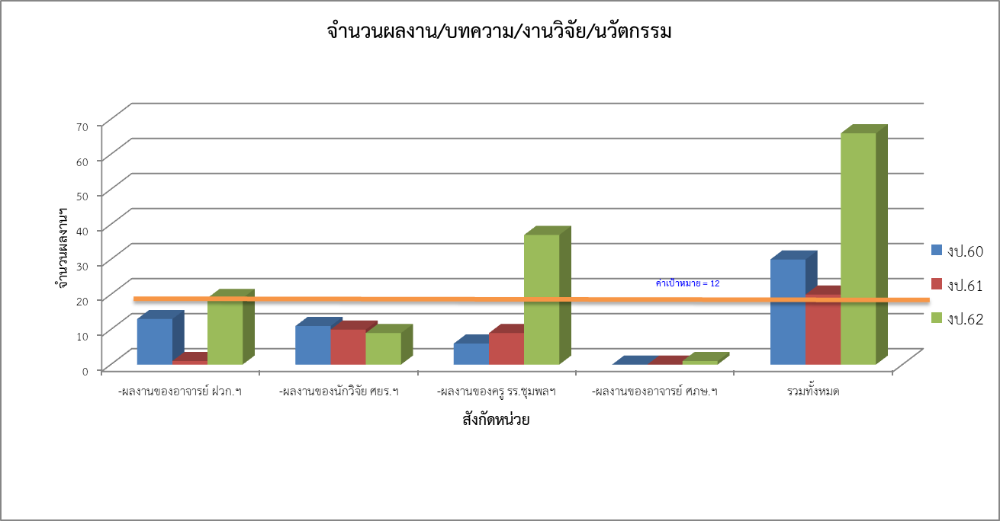 จำนวนผลงาน/บทความ/งานวิจัย/นวัตกรรม
จำนวนผลงานฯ
70
60
50
40
30
20
10
0
ค่าเป้าหมาย = 12
งป.60
งป.61
งป.62
-ผลงานของอาจารย์ ฝวก.ฯ
-ผลงานของนักวิจัย ศยร.ฯ
-ผลงานของครู รร.ชุมพลฯ
-ผลงานของอาจารย์ ศภษ.ฯ
รวมทั้งหมด
สังกัดหน่วย